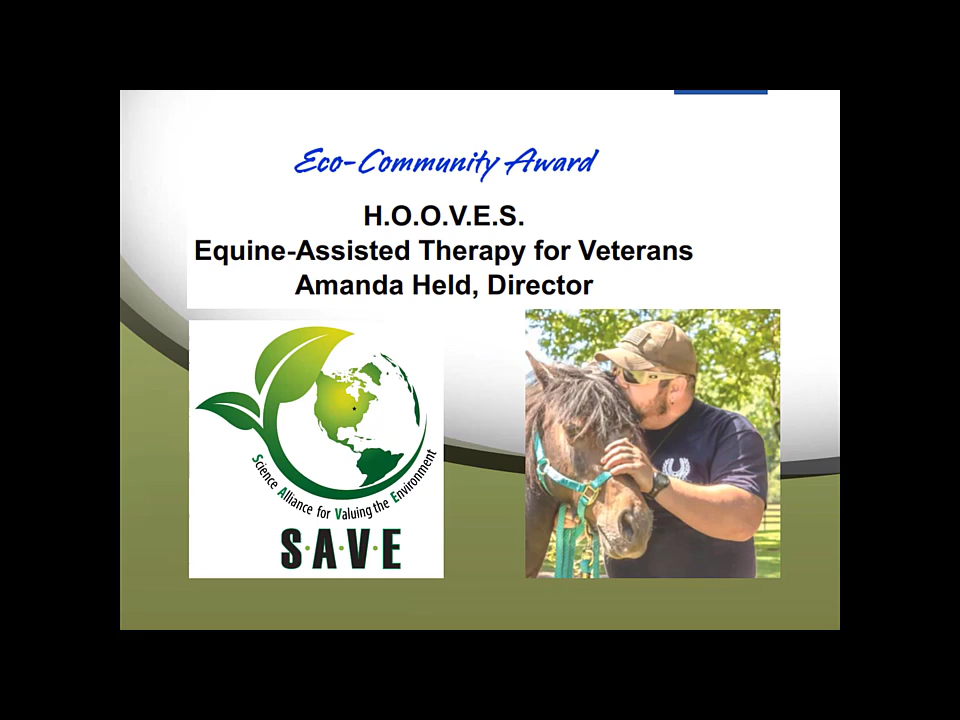 Eco-Community Award
H.O.O.V.E.S.
Equine-Assisted Therapy for Veterans
Amanda Held, Director
Science Alliance for Valuing the Environment
S·A·V·E